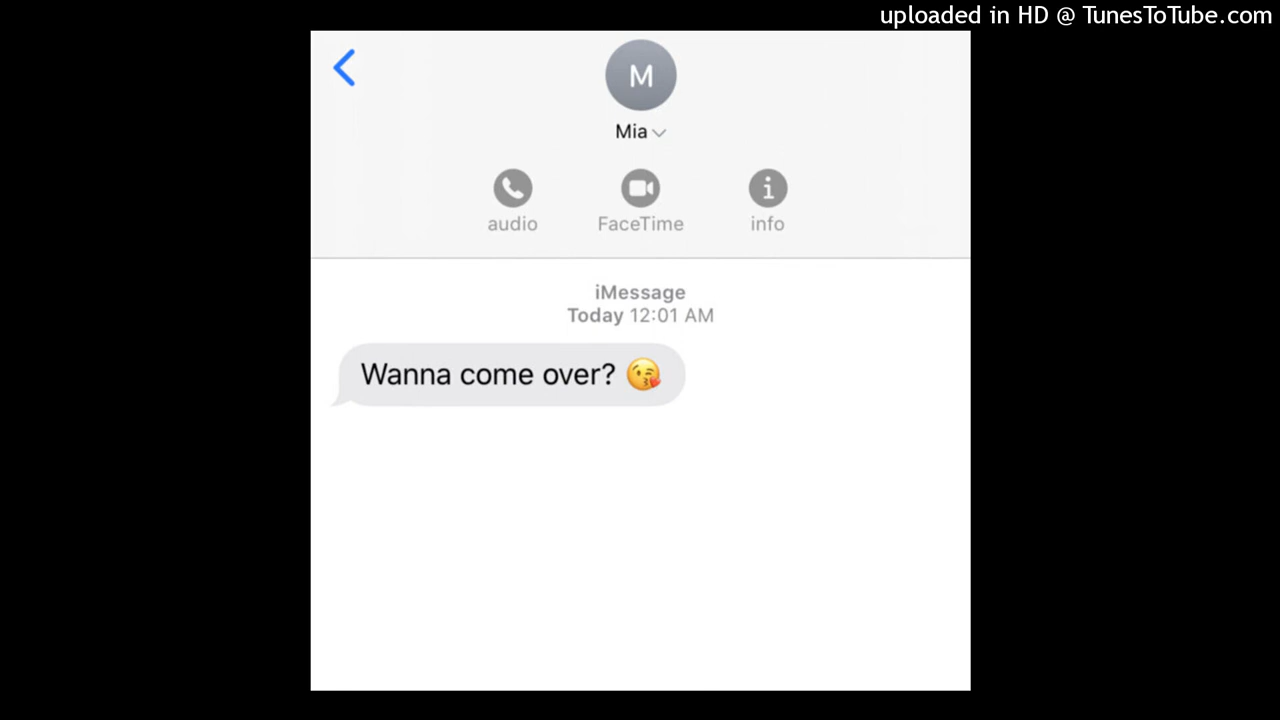 uploaded in HD @ TunesToTube.com
M
Mia
audio FaceTime info
iMessage
Today 12:01 AM
Wanna come over? 😘